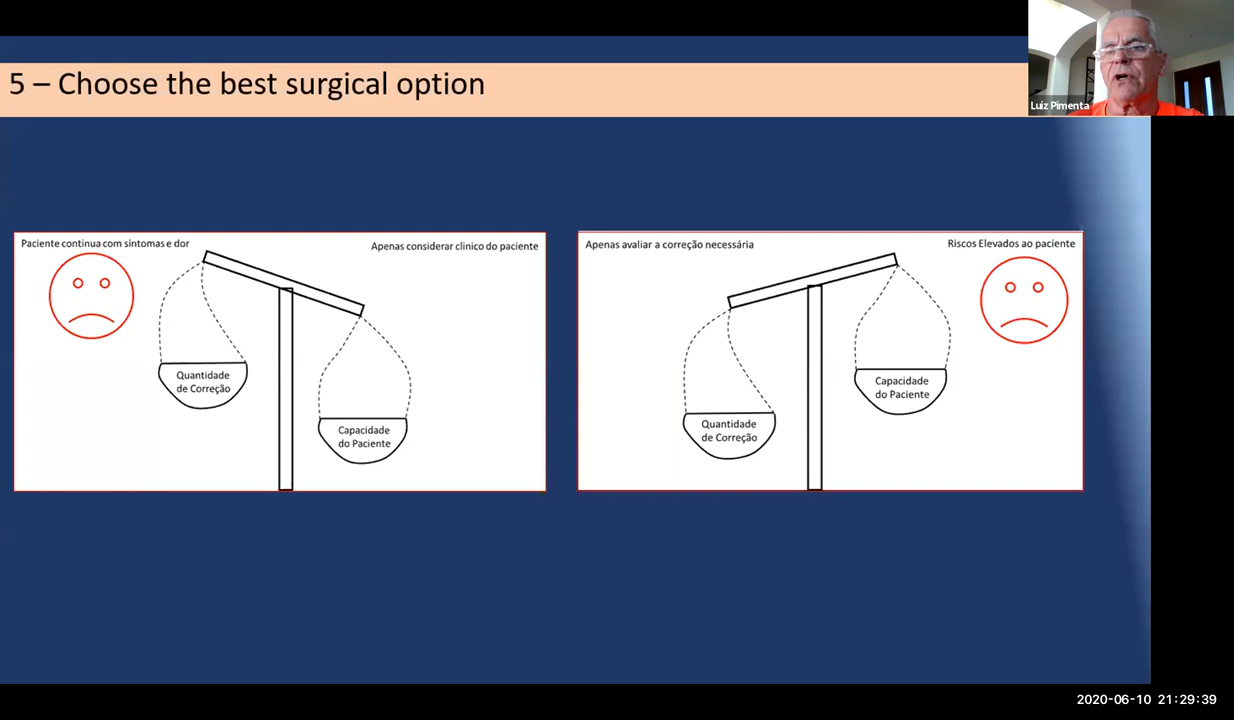 5 – Choose the best surgical option
Luiz Pimenta
Paciente continua com sintomas e dor
Apenas considerar clinico do paciente
Quantidade
de Correção
Capacidade
do Paciente
Apenas avaliar a correção necessária
Riscos Elevados ao paciente
Quantidade
de Correção
Capacidade
do Paciente
2020-06-10 21:29:39